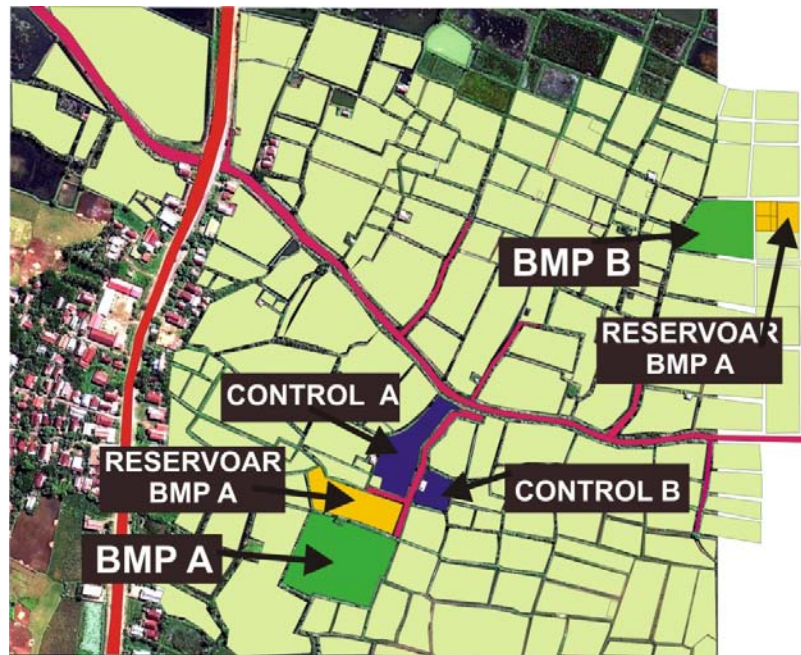 BMP B
RESERVOAR
BMP A
CONTROL A
RESERVOAR
BMP A
CONTROL B
BMP A